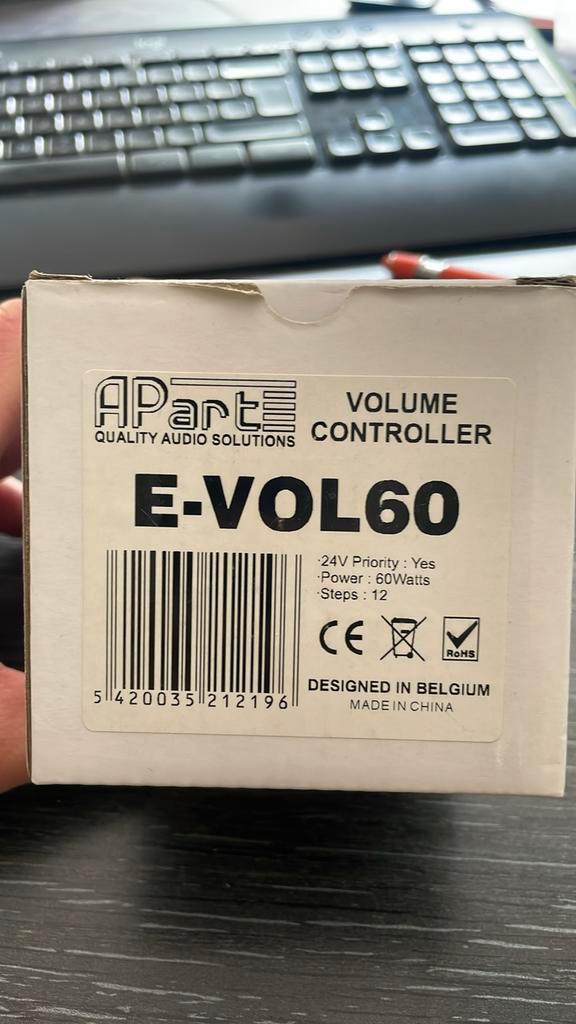 APart
QUALITY AUDIO SOLUTIONS
VOLUME
CONTROLLER
E-VOL60
·24V Priority : Yes
·Power : 60Watts
·Steps : 12
CE
RoHS
5 420035 212196
DESIGNED IN BELGIUM
MADE IN CHINA